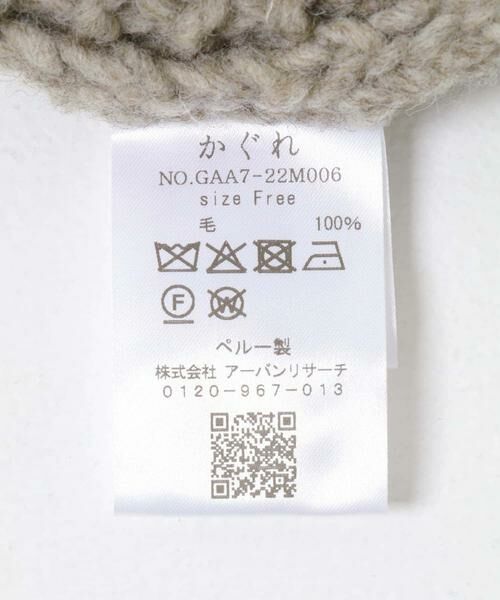 かぐれ
NO.GAA7-22M006
size Free
毛 100%
F W
ペルー製
株式会社 アーバンリサーチ
0120-967-013